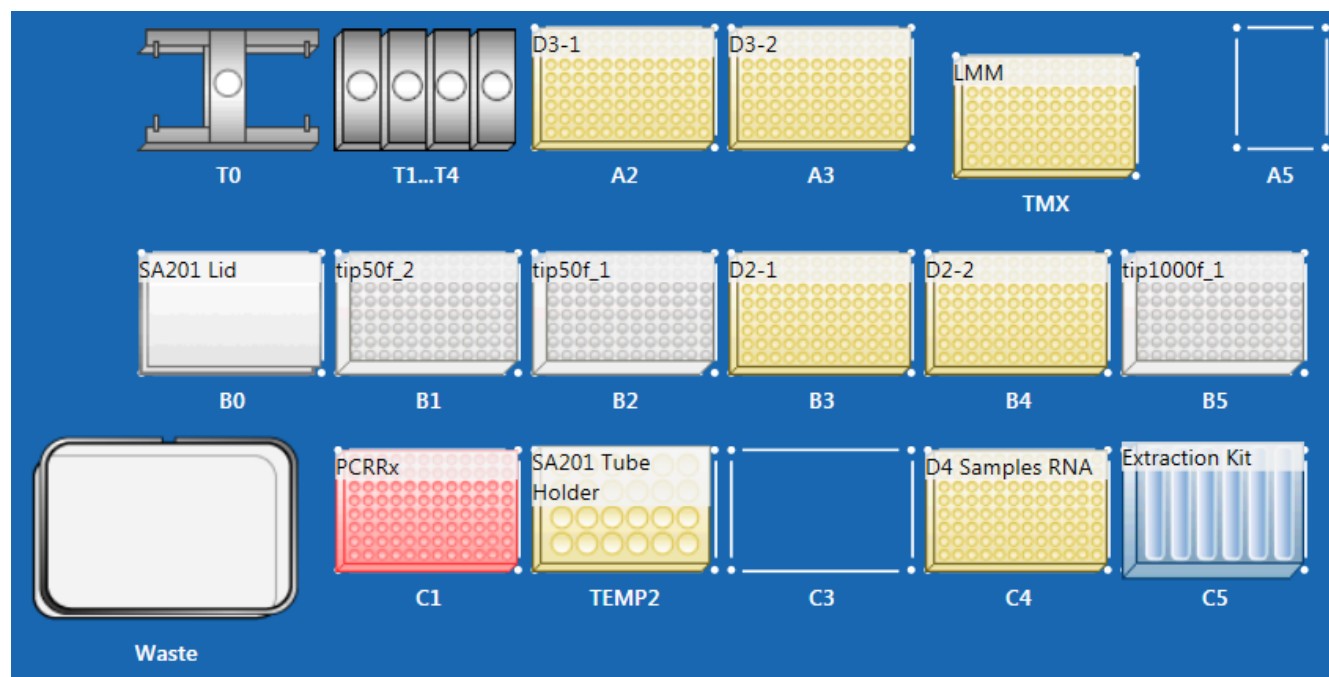 D3-1
D3-2
LMM
T0
T1...T4
A2
A3
TMX
A5
SA201 Lid
tip50f_2
tip50f_1
D2-1
D2-2
tip1000f_1
B0
B1
B2
B3
B4
B5
PCRRx
SA201 Tube
Holder
D4 Samples RNA
Extraction Kit
C1
TEMP2
C3
C4
C5
Waste